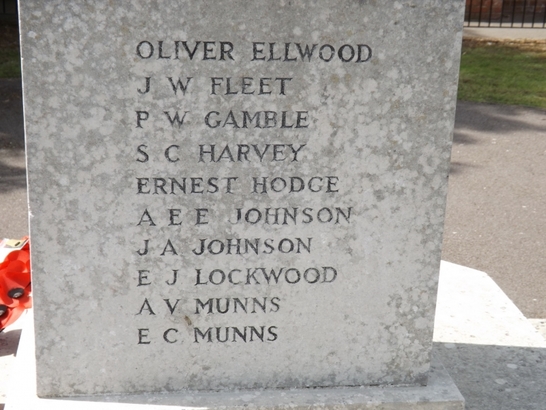 OLIVER ELLWOOD
J W FLEET
P W GAMBLE
S C HARVEY
ERNEST HODGE
A E E JOHNSON
J A JOHNSON
E J LOCKWOOD
A V MUNNS
E C MUNNS